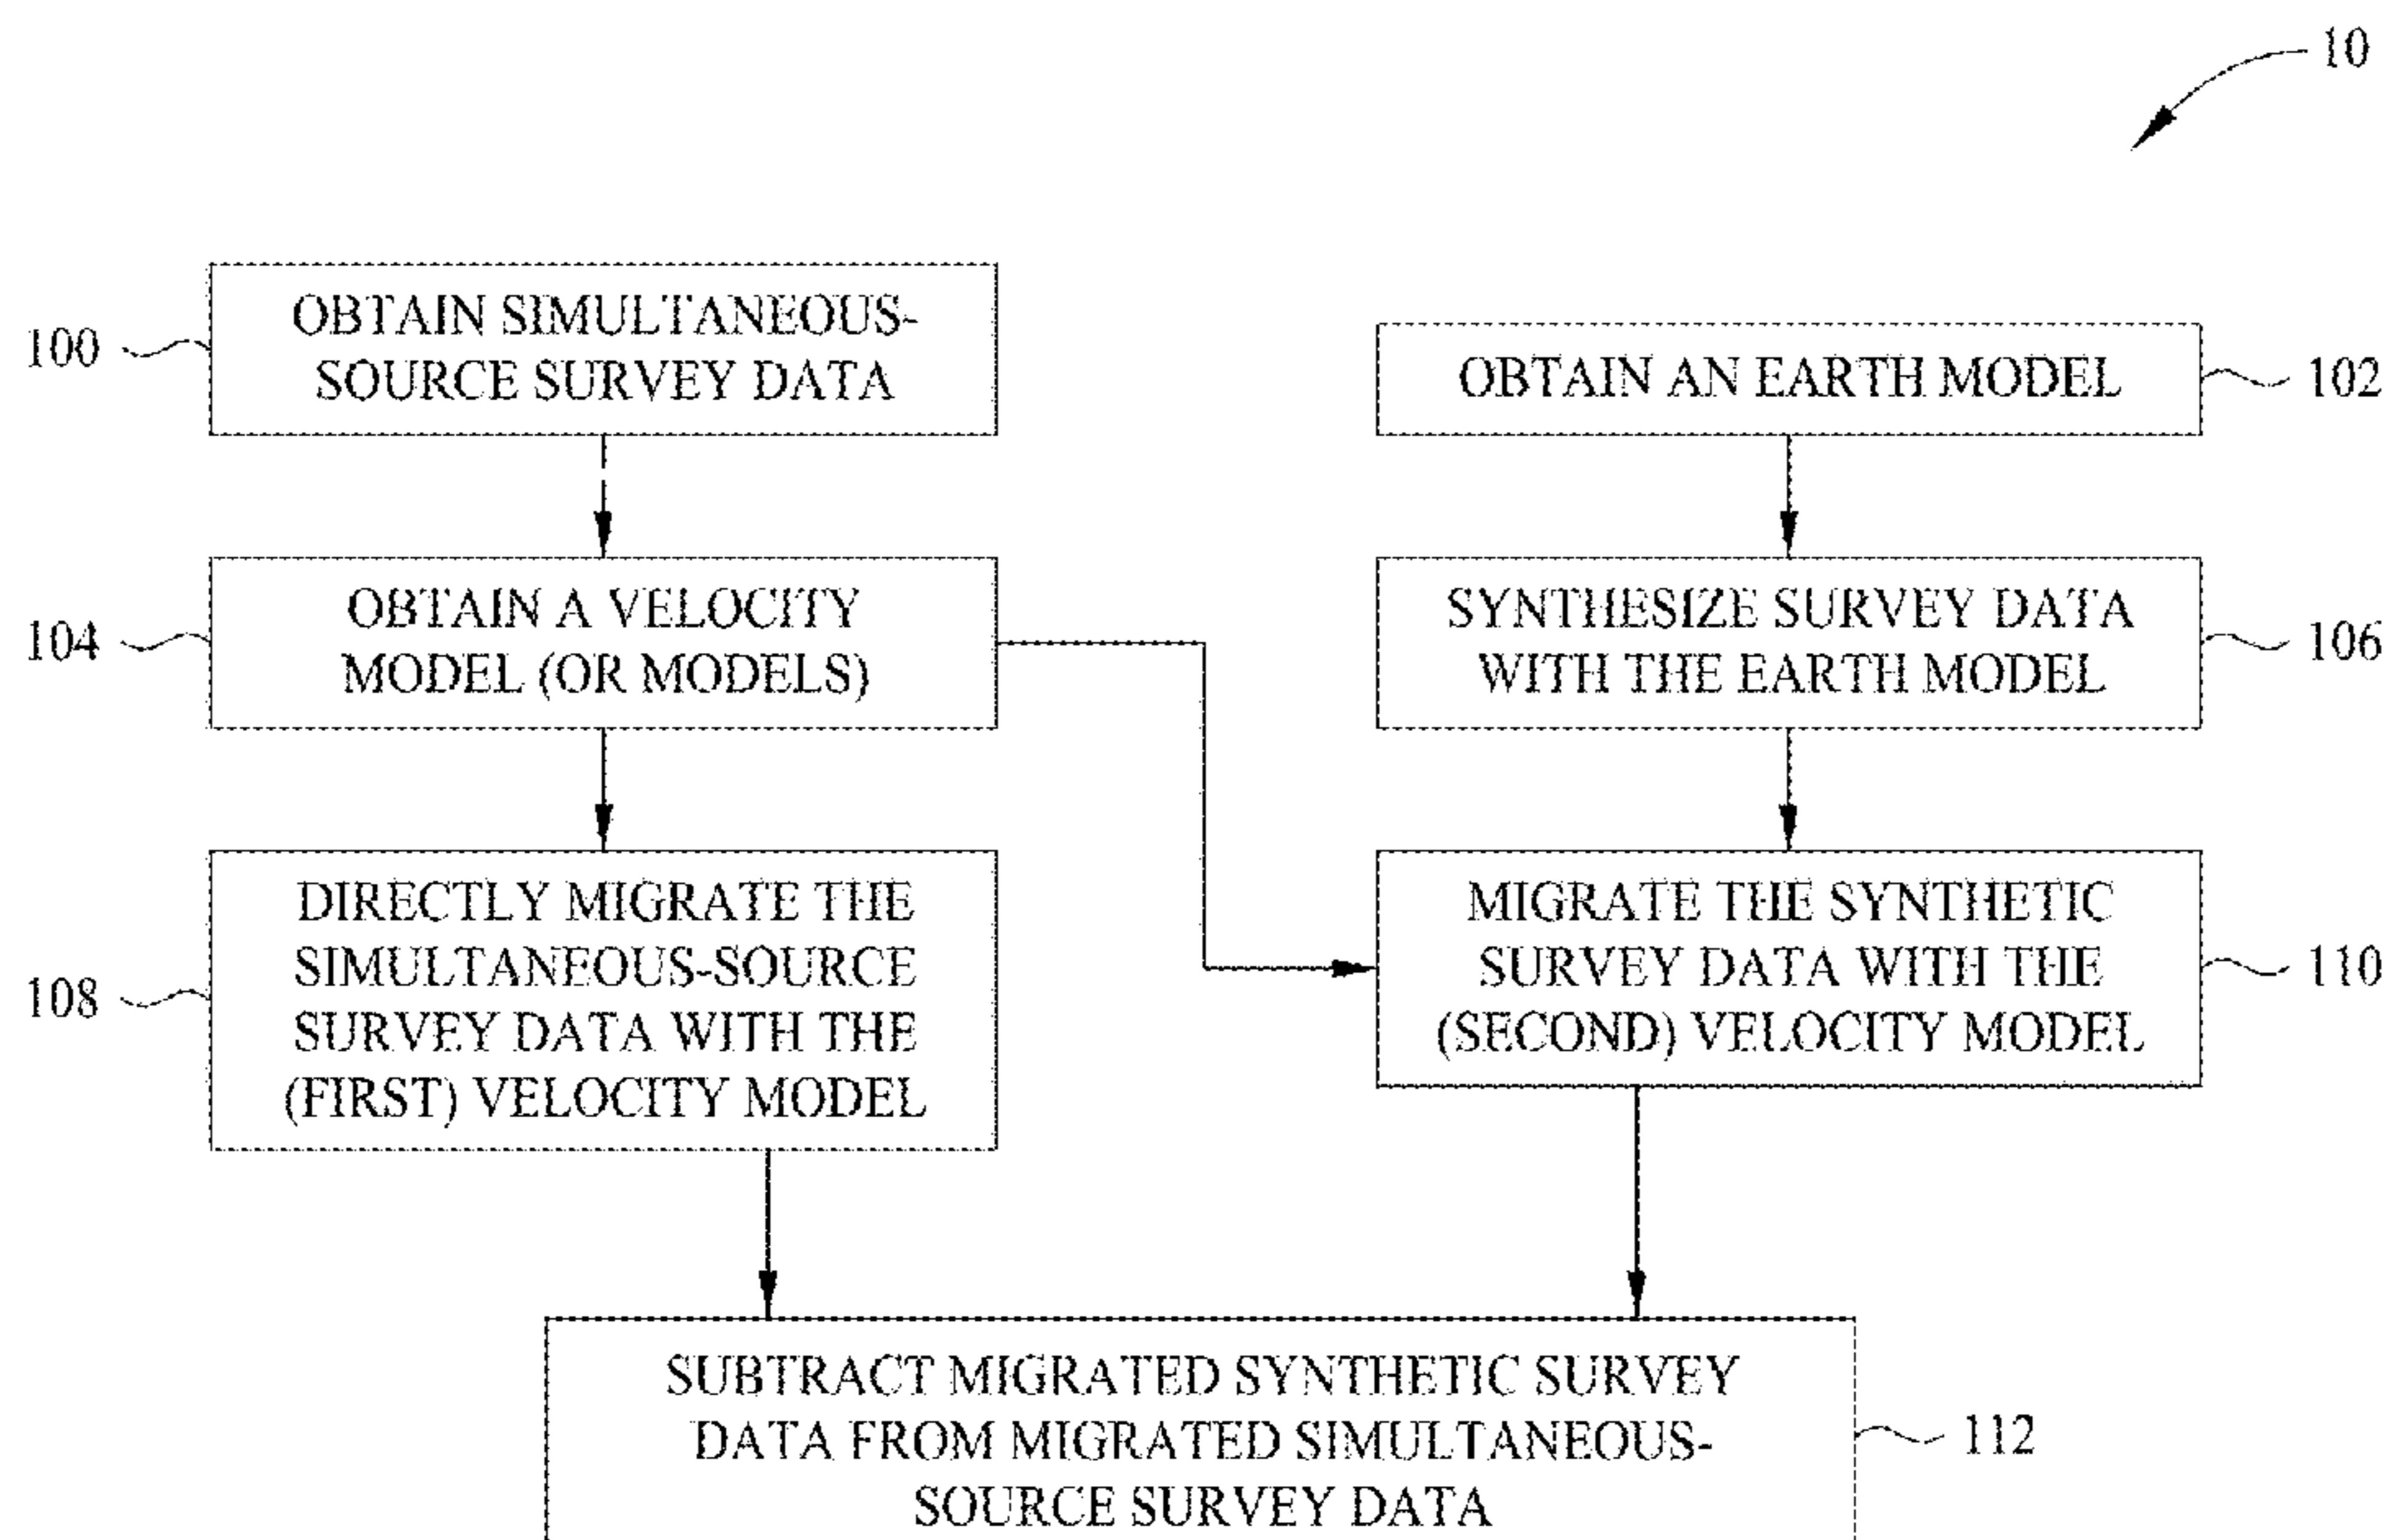 10
OBTAIN SIMULTANEOUS-
SOURCE SURVEY DATA
100
OBTAIN AN EARTH MODEL
102
OBTAIN A VELOCITY
MODEL (OR MODELS)
104
SYNTHESIZE SURVEY DATA
WITH THE EARTH MODEL
106
DIRECTLY MIGRATE THE
SIMULTANEOUS-SOURCE
SURVEY DATA WITH THE
(FIRST) VELOCITY MODEL
108
MIGRATE THE SYNTHETIC
SURVEY DATA WITH THE
(SECOND) VELOCITY MODEL
110
SUBTRACT MIGRATED SYNTHETIC SURVEY
DATA FROM MIGRATED SIMULTANEOUS-
SOURCE SURVEY DATA
112